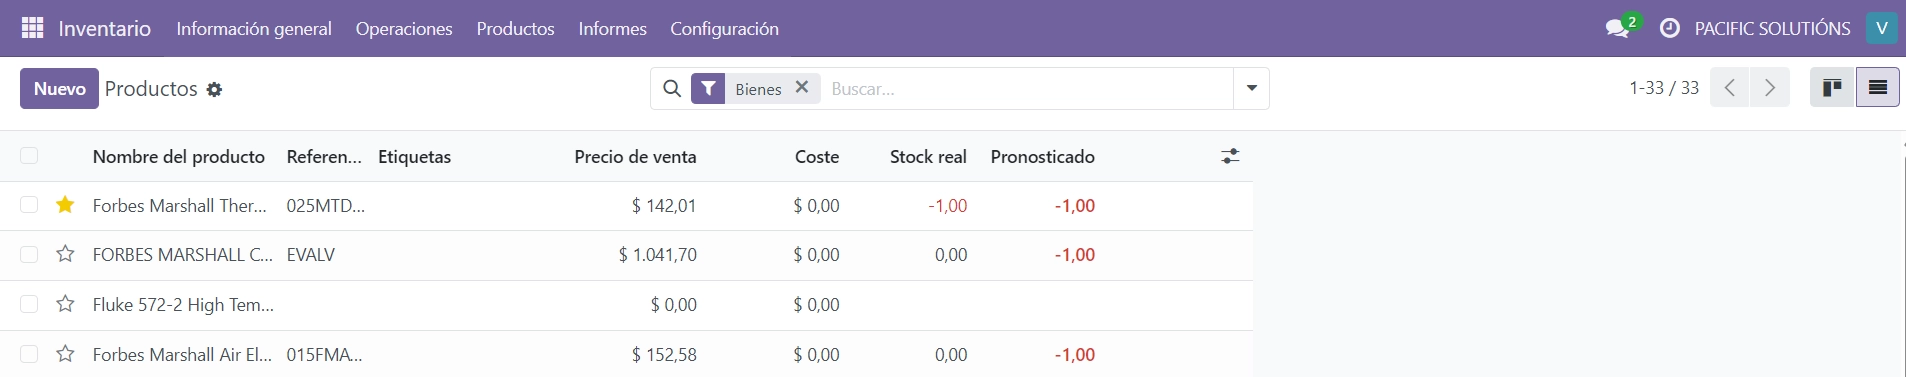 Inventario Información general Operaciones Productos Informes Configuración 2 PACIFIC SOLUTIÓNS V
Nuevo Productos Bienes Buscar... 1-33 / 33
Nombre del producto Referen... Etiquetas Precio de venta Coste Stock real Pronosticado
Forbes Marshall Ther... 025MTD... $ 142,01 $ 0,00 -1,00 -1,00
FORBES MARSHALL C... EVALV $ 1.041,70 $ 0,00 0,00 -1,00
Fluke 572-2 High Tem... $ 0,00 $ 0,00
Forbes Marshall Air El... 015FMA... $ 152,58 $ 0,00 0,00 -1,00